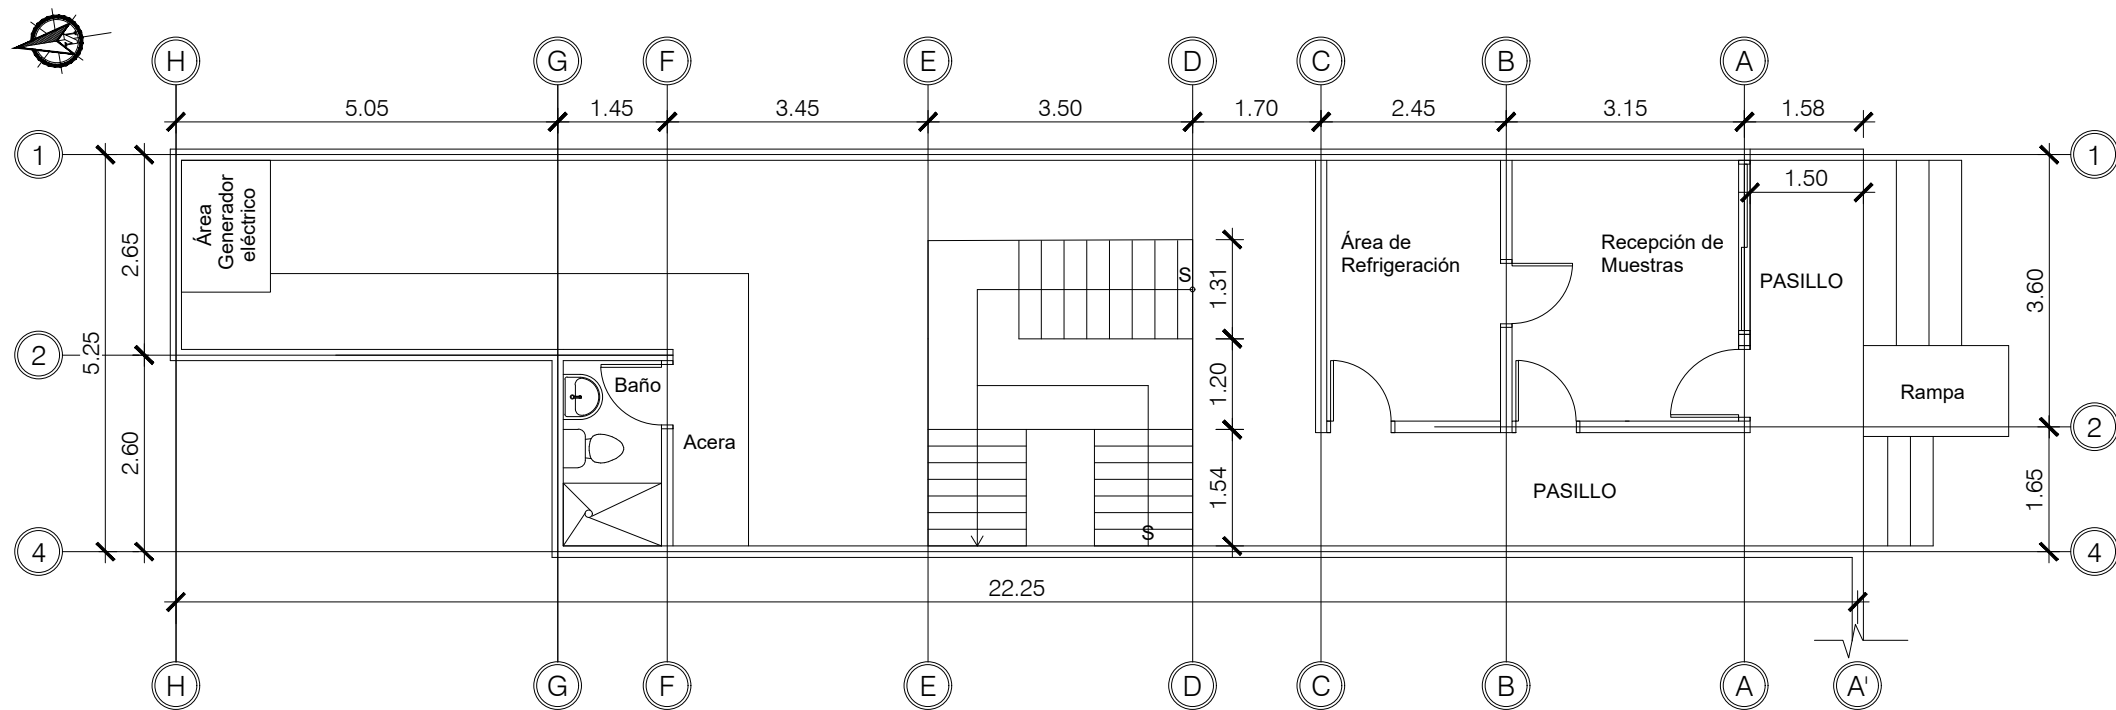 H
G
F
E
D
C
B
A
5.05
1.45
3.45
3.50
1.70
2.45
3.15
1.58
1
1
1.50
Área
Generador
eléctrico
2.65
5.25
2.60
1.31
1.20
1.54
S
S
Área de
Refrigeración
Recepción de
Muestras
PASILLO
3.60
1.65
2
2
Baño
Acera
Rampa
PASILLO
4
4
22.25
H
G
F
E
D
C
B
A
A'